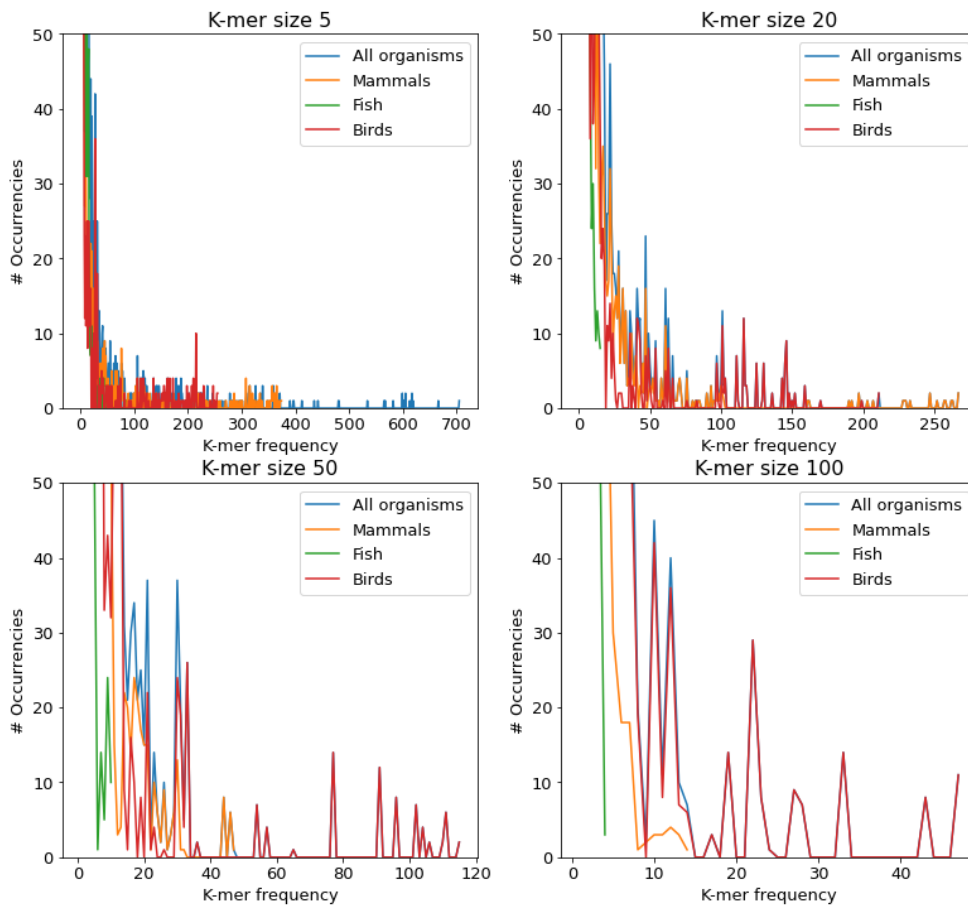 K-mer size 5
50
40
30
20
10
0
# Occurrencies
All organisms
Mammals
Fish
Birds
0 100 200 300 400 500 600 700
K-mer frequency
K-mer size 20
50
40
30
20
10
0
# Occurrencies
All organisms
Mammals
Fish
Birds
0 50 100 150 200 250
K-mer frequency
K-mer size 50
50
40
30
20
10
0
# Occurrencies
All organisms
Mammals
Fish
Birds
0 20 40 60 80 100 120
K-mer frequency
K-mer size 100
50
40
30
20
10
0
# Occurrencies
All organisms
Mammals
Fish
Birds
0 10 20 30 40
K-mer frequency